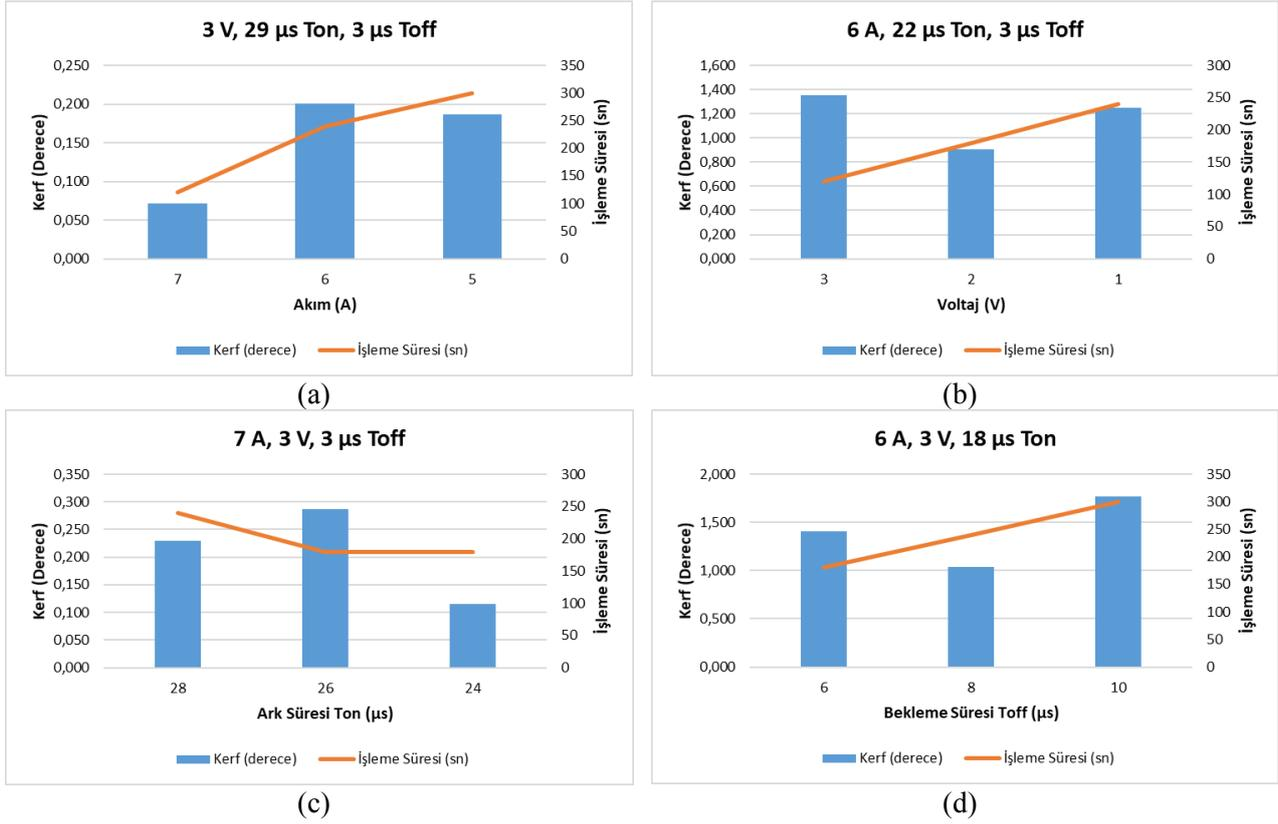 3 V, 29 µs Ton, 3 µs Toff
Kerf (Derece)
0,250
0,200
0,150
0,100
0,050
0,000
350
300
250
200
150
100
50
0
İşleme Süresi (sn)
7 6 5
Akım (A)
Kerf (derece) İşleme Süresi (sn)
(a)
6 A, 22 µs Ton, 3 µs Toff
Kerf (Derece)
1,600
1,400
1,200
1,000
0,800
0,600
0,400
0,200
0,000
300
250
200
150
100
50
0
İşleme Süresi (sn)
3 2 1
Voltaj (V)
Kerf (derece) İşleme Süresi (sn)
(b)
7 A, 3 V, 3 µs Toff
Kerf (Derece)
0,350
0,300
0,250
0,200
0,150
0,100
0,050
0,000
300
250
200
150
100
50
0
İşleme Süresi (sn)
28 26 24
Ark Süresi Ton (µs)
Kerf (derece) İşleme Süresi (sn)
(c)
6 A, 3 V, 18 µs Ton
Kerf (Derece)
2,000
1,500
1,000
0,500
0,000
350
300
250
200
150
100
50
0
İşleme Süresi (sn)
6 8 10
Bekleme Süresi Toff (µs)
Kerf (derece) İşleme Süresi (sn)
(d)